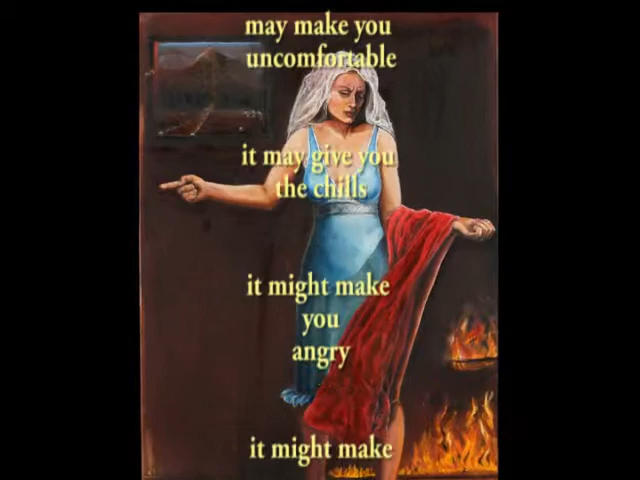 may make you
uncomfortable
it may give you
the chills
it might make
you
angry
it might make